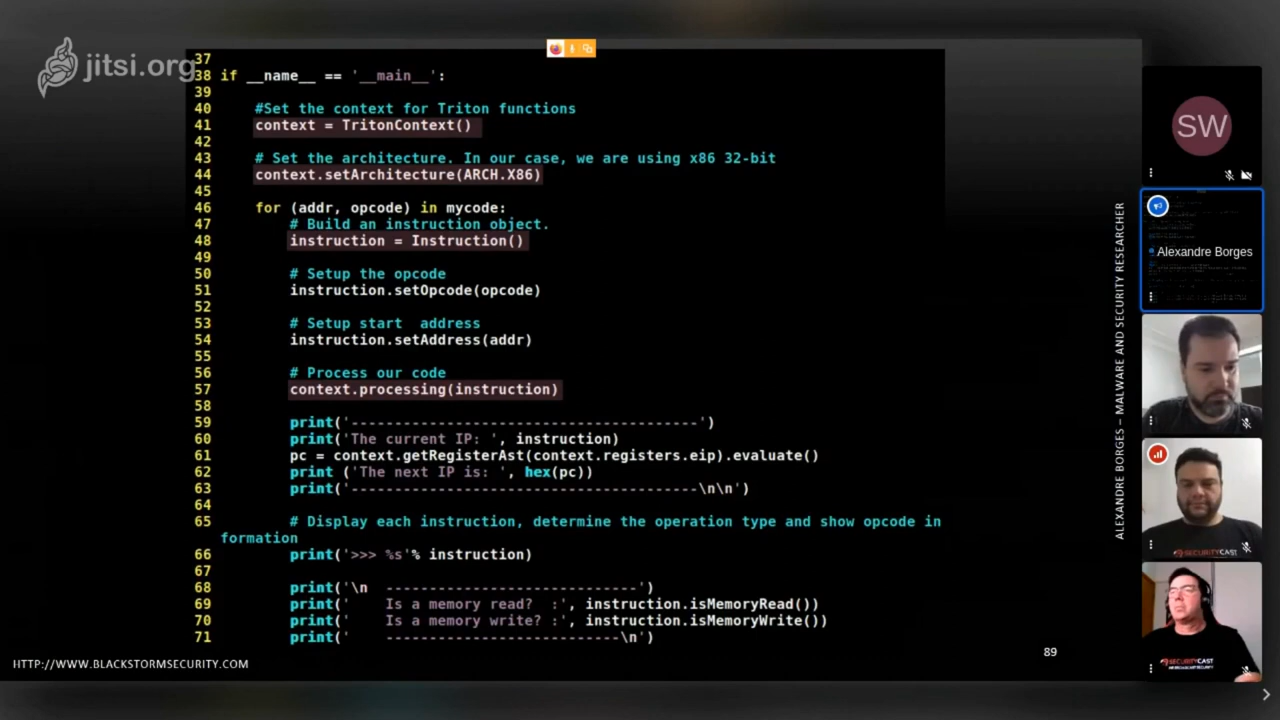 jitsi.org
37
38 if __name__ == '__main__':
39
40 #Set the context for Triton functions
41 context = TritonContext()
42
43 # Set the architecture. In our case, we are using x86 32-bit
44 context.setArchitecture(ARCH.X86)
45
46 for (addr, opcode) in mycode:
47 # Build an instruction object.
48 instruction = Instruction()
49
50 # Setup the opcode
51 instruction.setOpcode(opcode)
52
53 # Setup start  address
54 instruction.setAddress(addr)
55
56 # Process our code
57 context.processing(instruction)
58
59 print('----------------------------------------')
60 print('The current IP: ', instruction)
61 pc = context.getRegisterAst(context.registers.eip).evaluate()
62 print ('The next IP is: ', hex(pc))
63 print('----------------------------------------\n\n')
64
65 # Display each instruction, determine the operation type and show opcode in
formation
66 print('>>> %s'% instruction)
67
68 print('\n  -----------------------------')
69 print('    Is a memory read?  :', instruction.isMemoryRead())
70 print('    Is a memory write? :', instruction.isMemoryWrite())
71 print('    ---------------------------\n')
HTTP://WWW.BLACKSTORMSECURITY.COM
89
ALEXANDRE BORGES – MALWARE AND SECURITY RESEARCHER
SW
Alexandre Borges
SECURITYCAST
SECURITYCAST